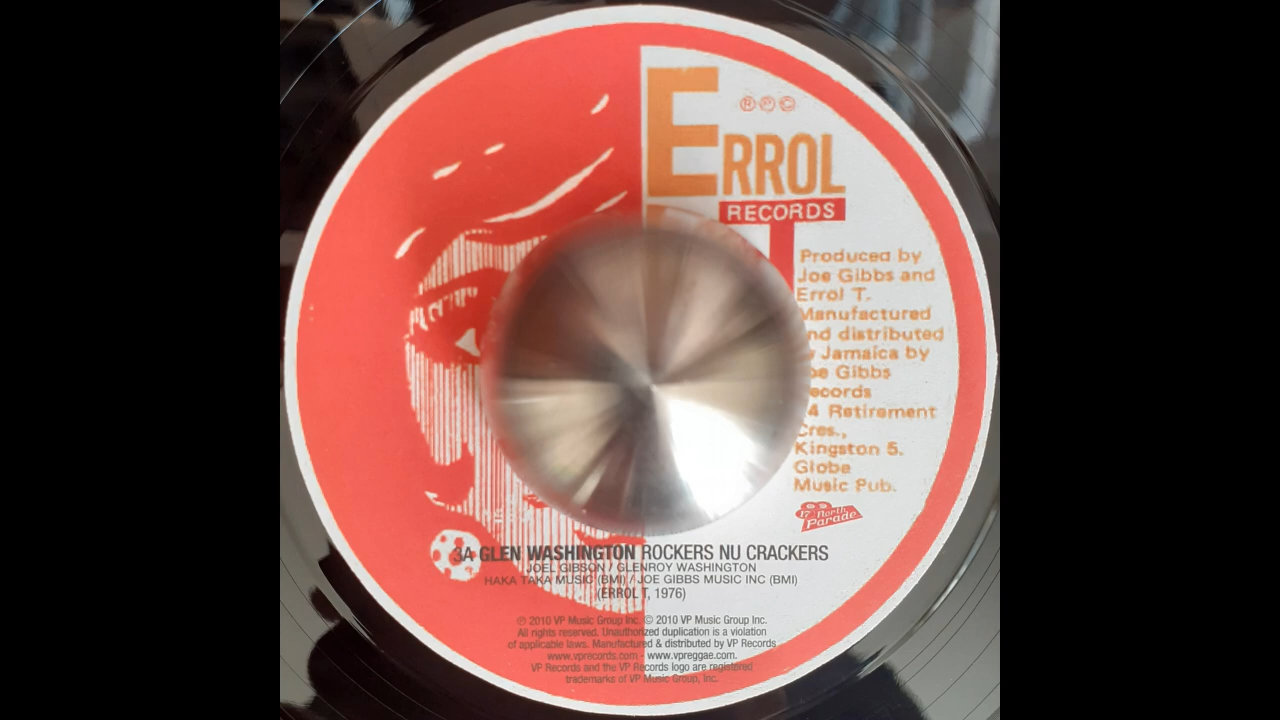 ERROL
RECORDS
Produced by
Joe Gibbs and
Errol T.
Manufactured
distributed
Jamaica by
Gibbs
4 Retirement
Cres.,
Kingston 5.
Globe
Music Pub.
17 North
Parade
3A GLEN WASHINGTON ROCKERS NU CRACKERS
JOEL GIBSON / GLENROY WASHINGTON
HAKA TAKA MUSIC (BMI) / JOE GIBBS MUSIC INC (BMI)
(ERROL T, 1976)
℗ 2010 VP Music Group Inc. © 2010 VP Music Group Inc.
All rights reserved. Unauthorized duplication is a violation
of applicable laws. Manufactured & distributed by VP Records
www.vprecords.com - www.vpreggae.com.
VP Records and the VP Records logo are registered
trademarks of VP Music Group, Inc.